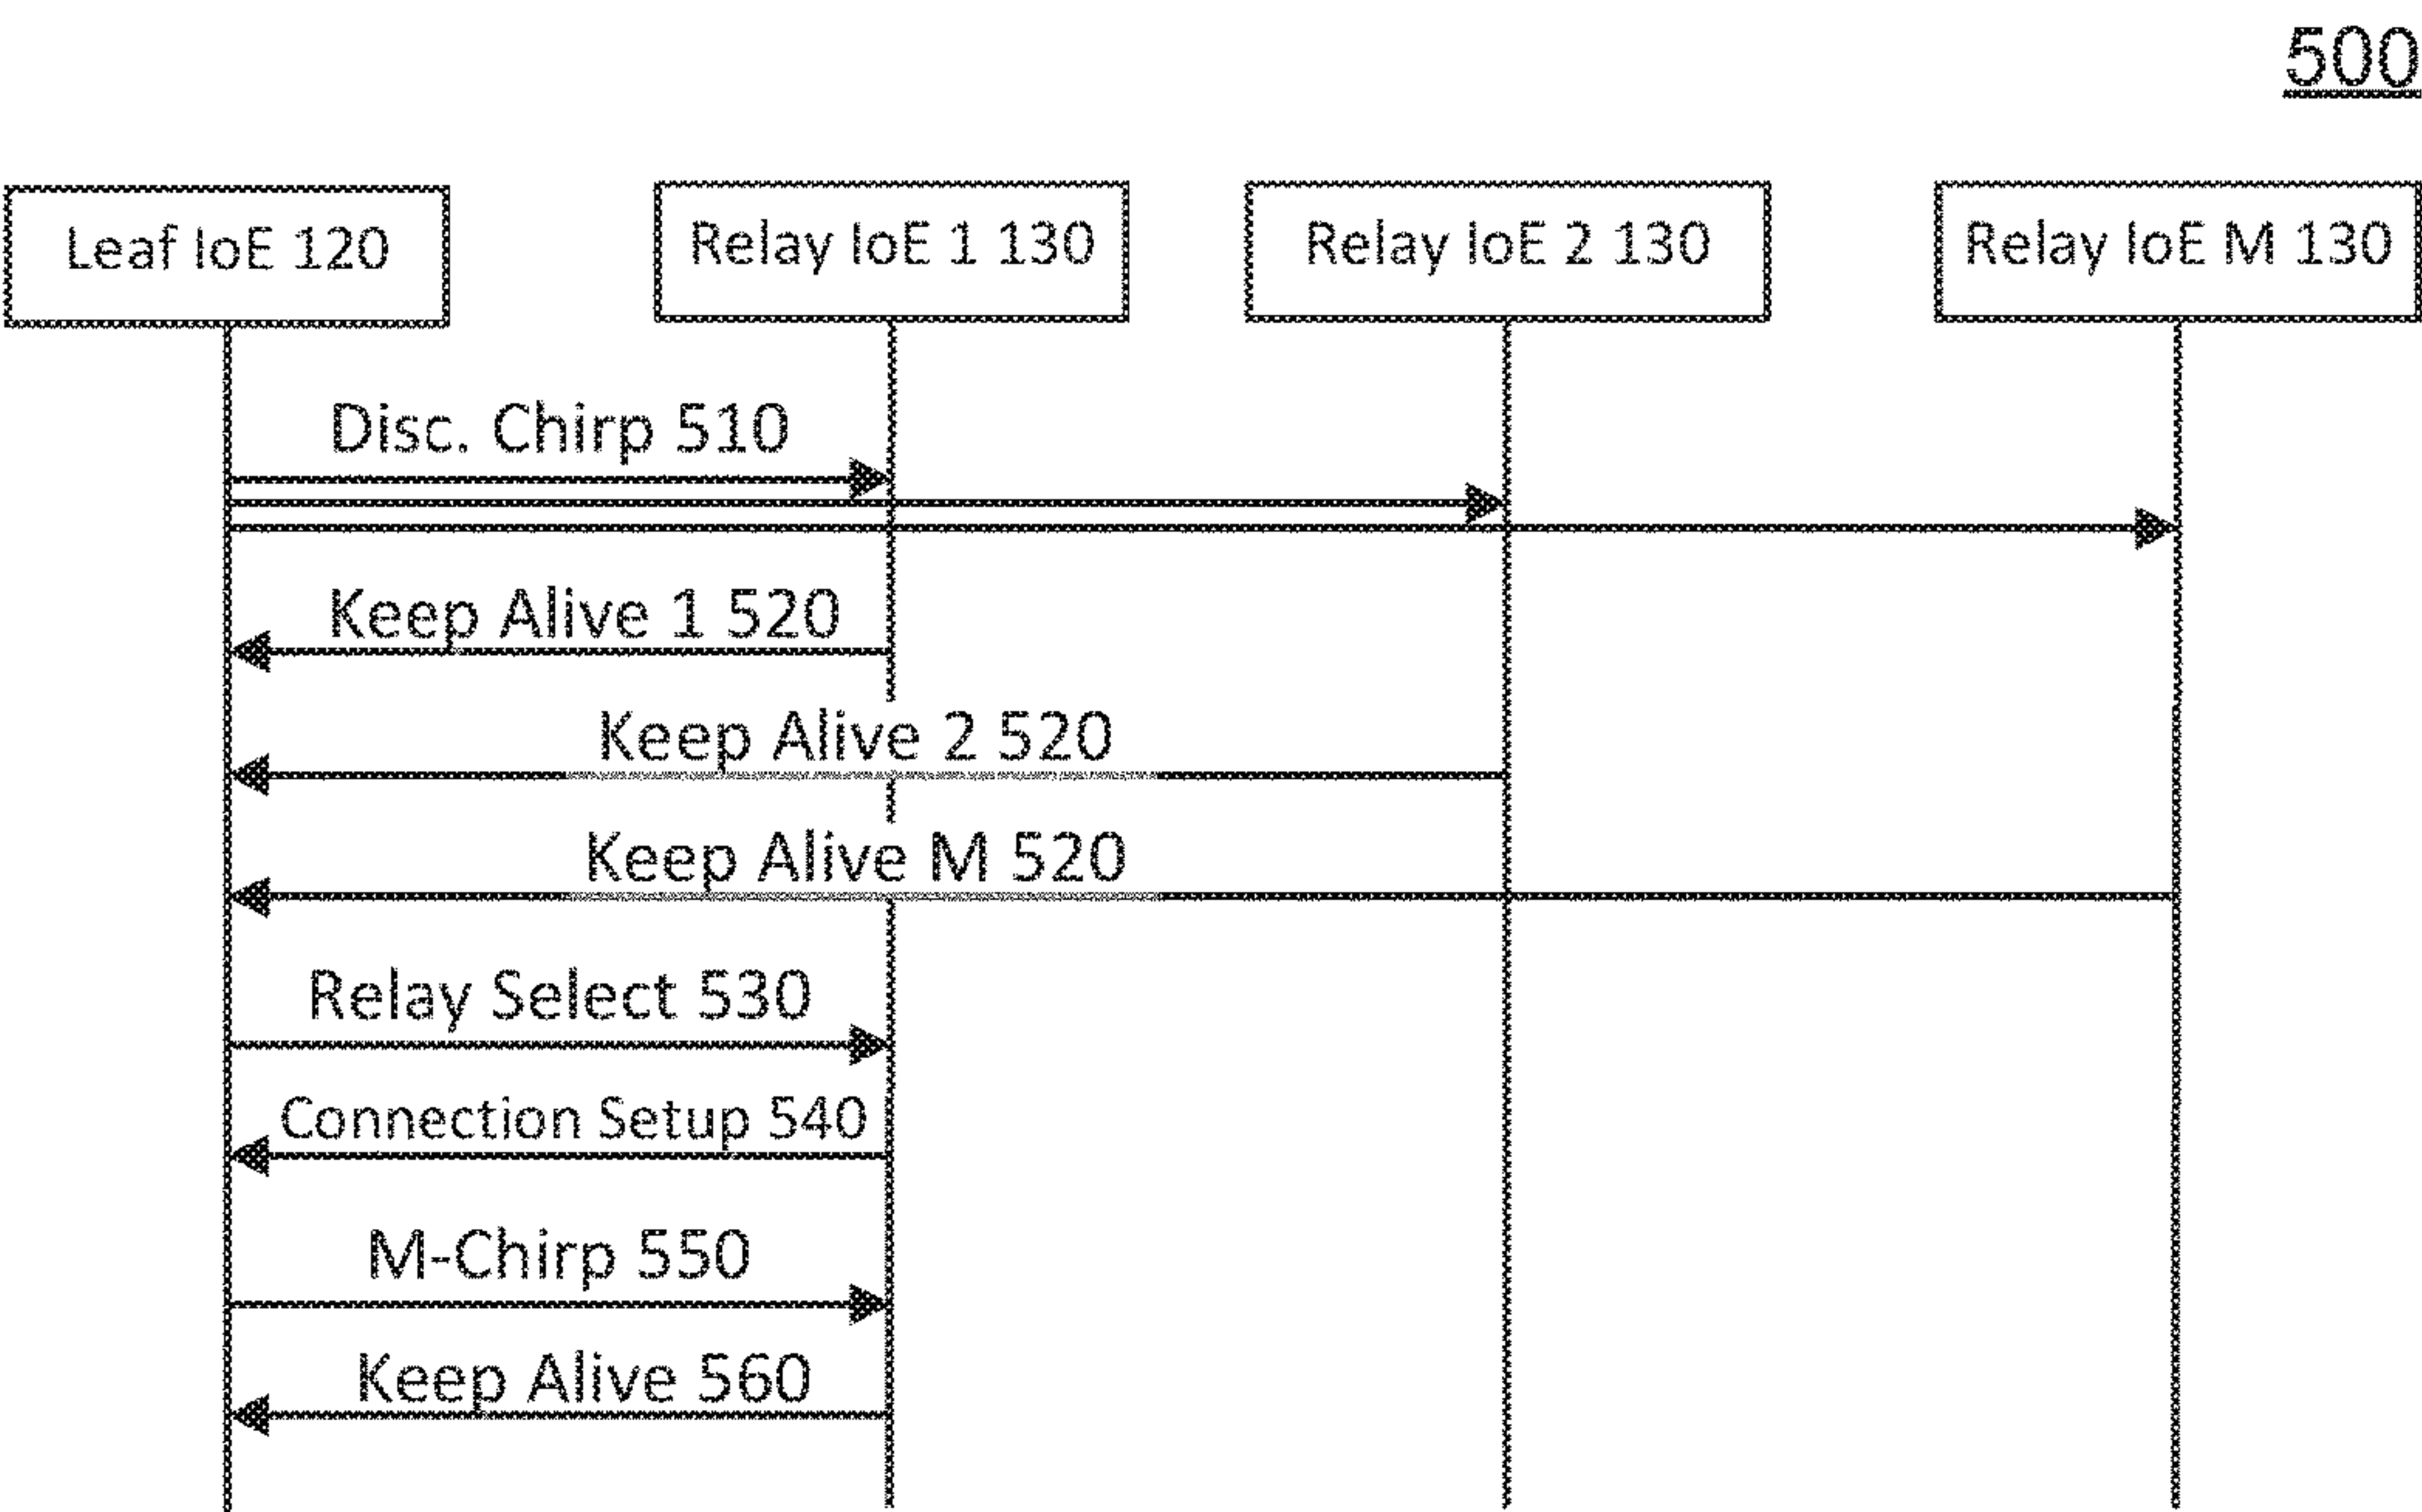 500
Leaf IoE 120
Relay IoE 1 130
Relay IoE 2 130
Relay IoE M 130
Disc. Chirp 510
Keep Alive 1 520
Keep Alive 2 520
Keep Alive M 520
Relay Select 530
Connection Setup 540
M-Chirp 550
Keep Alive 560